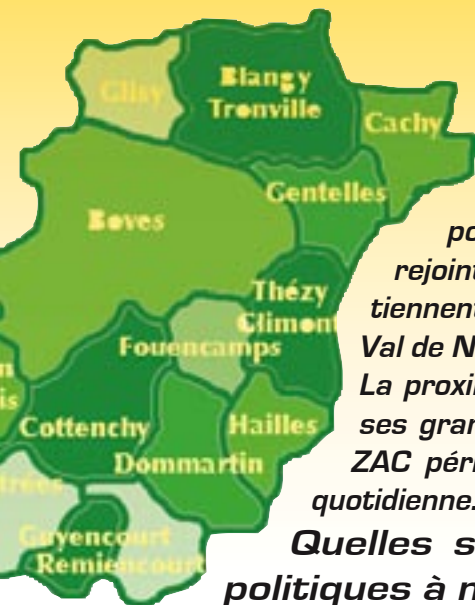 Glisy
Blangy
Tronville
Cachy
Gentelles
Boves
Thézy
Glimont
Fouencamps
Cottenchy
Hailles
Dommartin
Guyencourt
Remiencourt
rejoint
tiennent
Val de N
La proxi
ses gran
ZAC péri
quotidienne.
Quelles s
politiques à